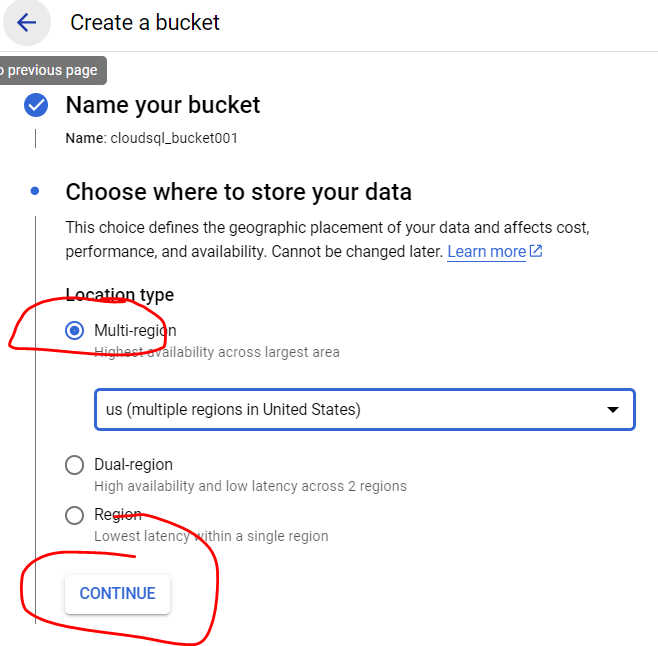 Create a bucket
previous page
Name your bucket
Name: cloudsql_bucket001
Choose where to store your data
This choice defines the geographic placement of your data and affects cost,
performance, and availability. Cannot be changed later. Learn more
Location type
Multi-region
Highest availability across largest area
us (multiple regions in United States)
Dual-region
High availability and low latency across 2 regions
Region
Lowest latency within a single region
CONTINUE